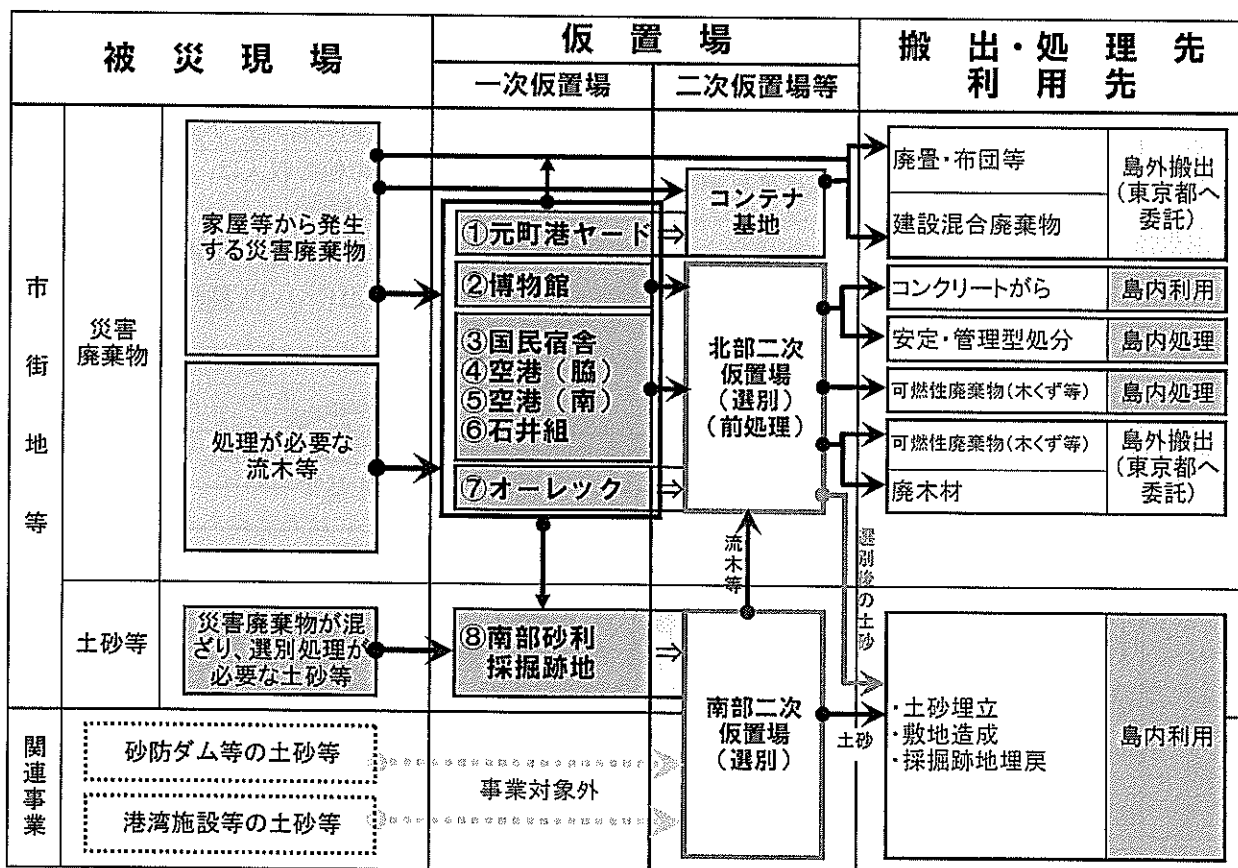 被災現場
仮置場
一次仮置場
二次仮置場等
搬出・処理先
利用先
市街地等
災害
廃棄物
家屋等から発生
する災害廃棄物
処理が必要な
流木等
①元町港ヤード
⇒
②博物館
③国民宿舎
④空港（脇）
⑤空港（南）
⑥石井組
⑦オーレック
⇒
コンテナ
基地
北部二次
仮置場
（選別）
（前処理）
廃畳・布団等
建設混合廃棄物
島外搬出
（東京都へ
委託）
コンクリートがら
島内利用
安定・管理型処分
島内処理
可燃性廃棄物(木くず等)
島内処理
可燃性廃棄物(木くず等)
廃木材
島外搬出
（東京都へ
委託）
流木等
選別後の土砂
土砂等
災害廃棄物が混
ざり、選別処理が
必要な土砂等
⑧南部砂利
採掘跡地
⇒
南部二次
仮置場
（選別）
土砂
・土砂埋立
・敷地造成
・採掘跡地埋戻
島内利用
関連事業
砂防ダム等の土砂等
港湾施設等の土砂等
事業対象外